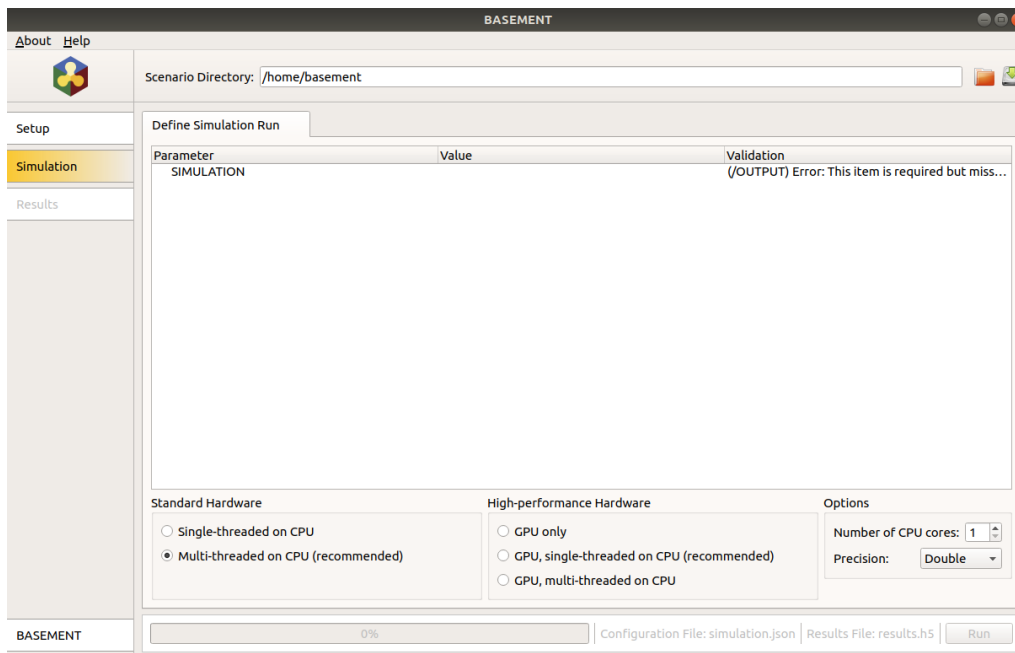 BASEMENT
About Help
Scenario Directory: /home/basement
Setup
Simulation
Results
Define Simulation Run
Parameter Value Validation
SIMULATION (/OUTPUT) Error: This item is required but miss...
Standard Hardware High-performance Hardware Options
Single-threaded on CPU GPU only Number of CPU cores: 1
Multi-threaded on CPU (recommended) GPU, single-threaded on CPU (recommended) Precision: Double
GPU, multi-threaded on CPU
BASEMENT 0% Configuration File: simulation.json Results File: results.h5 Run